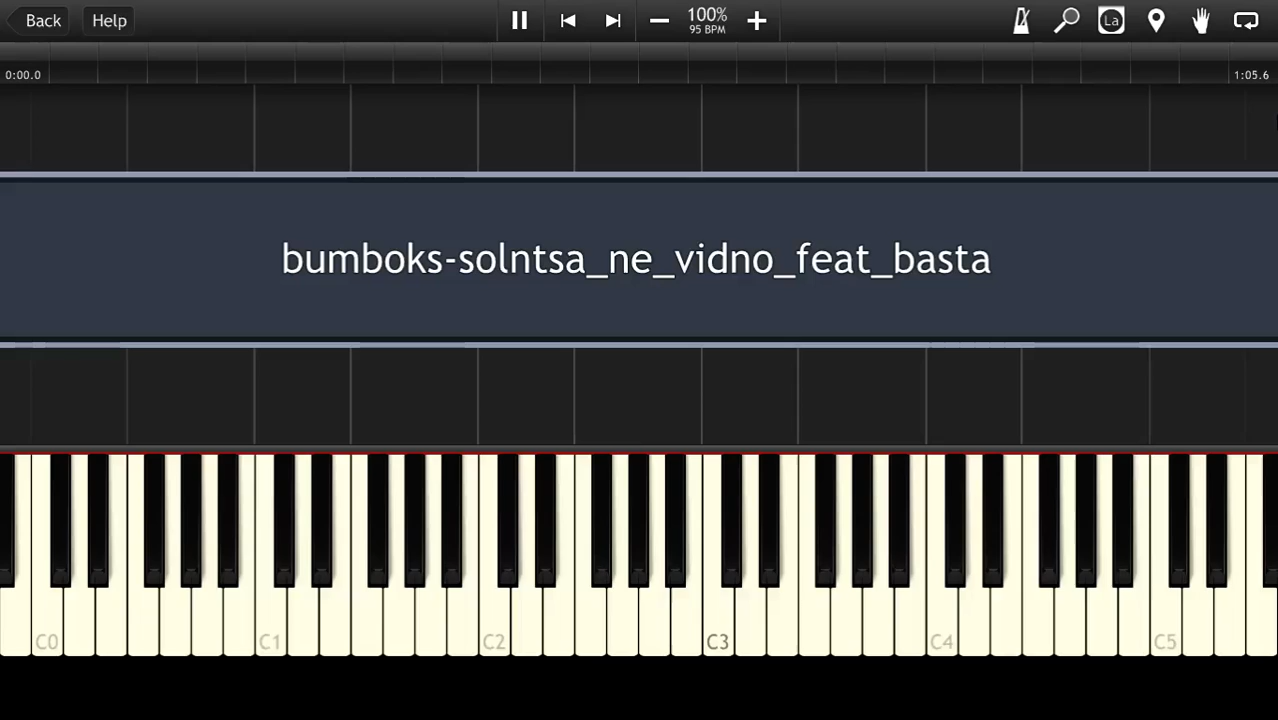 Back Help 100% La
95 BPM
0:00.0 1:05.6
bumboks-solntsa_ne_vidno_feat_basta
C0 C1 C2 C3 C4 C5